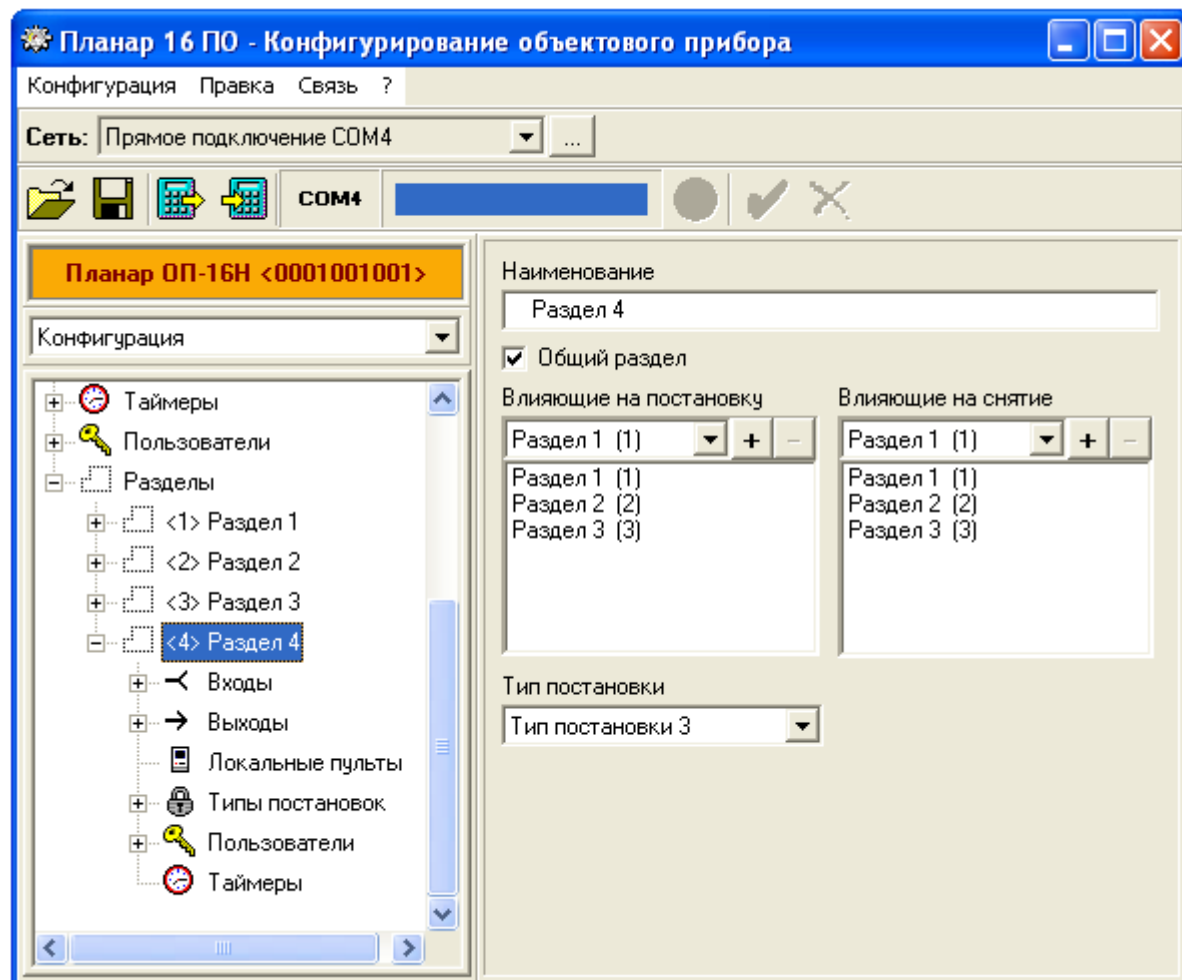 Планар 16 ПО - Конфигурирование объектового прибора
Конфигурация Правка Связь ?
Сеть: Прямое подключение COM4 ...
COM4
Планар ОП-16Н <0001001001>
Конфигурация
Таймеры
Пользователи
Разделы
<1> Раздел 1
<2> Раздел 2
<3> Раздел 3
<4> Раздел 4
Входы
Выходы
Локальные пульты
Типы постановок
Пользователи
Таймеры
Наименование
Раздел 4
Общий раздел
Влияющие на постановку
Раздел 1 (1)
Раздел 1 (1)
Раздел 2 (2)
Раздел 3 (3)
Влияющие на снятие
Раздел 1 (1)
Раздел 1 (1)
Раздел 2 (2)
Раздел 3 (3)
Тип постановки
Тип постановки 3